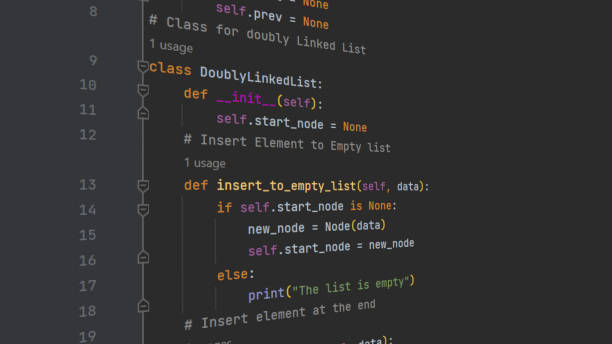 None
8 self.prev = None
# Class for doubly Linked List
1 usage
9 class DoublyLinkedList:
10 def __init__(self):
11 self.start_node = None
12 # Insert Element to Empty list
1 usage
13 def insert_to_empty_list(self, data):
14 if self.start_node is None:
15 new_node = Node(data)
16 self.start_node = new_node
17 else:
18 print("The list is empty")
19 # Insert element at the end
data):